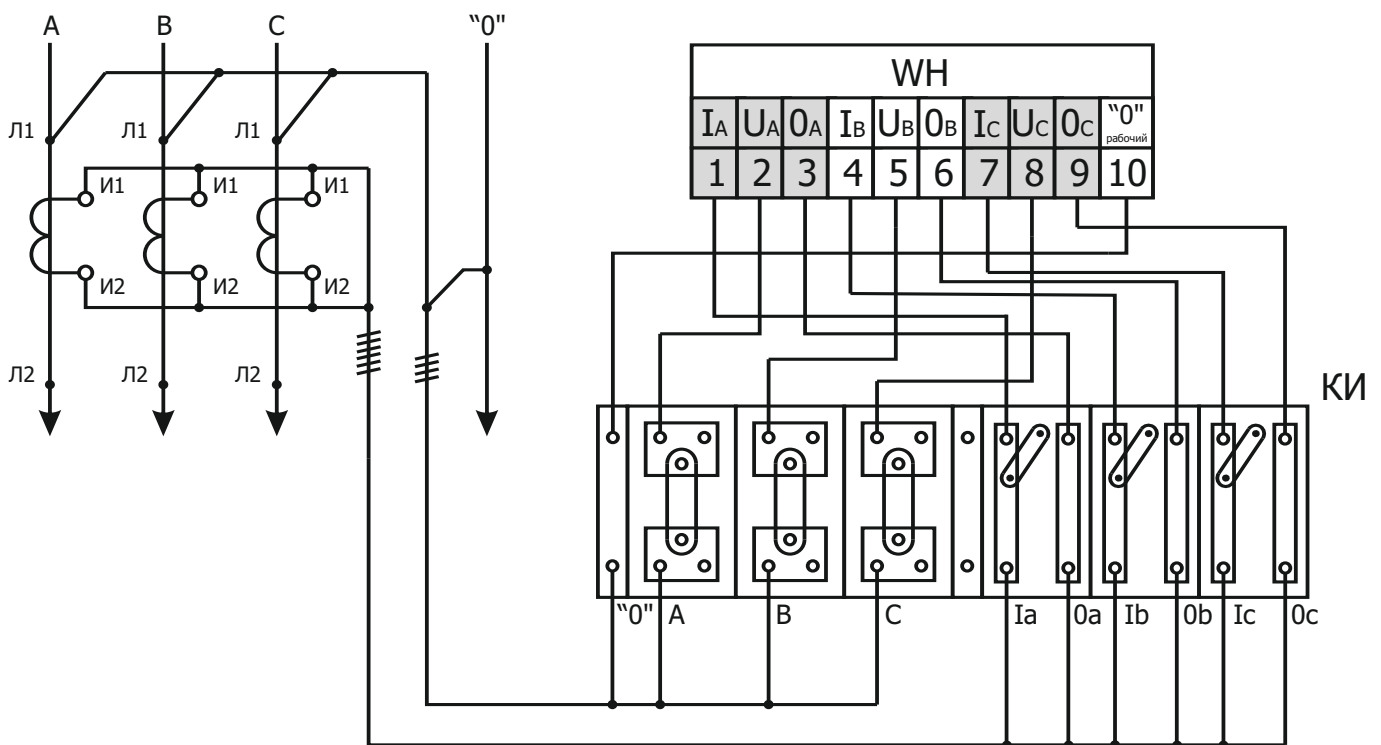 A B C “0"
WH
IA UA 0A IB UB 0B IC UC 0C “0"
рабочий
1 2 3 4 5 6 7 8 9 10
Л1 Л1 Л1
И1 И1 И1
И2 И2 И2
Л2 Л2 Л2
КИ
“0" A B C Ia 0a Ib 0b Ic 0c